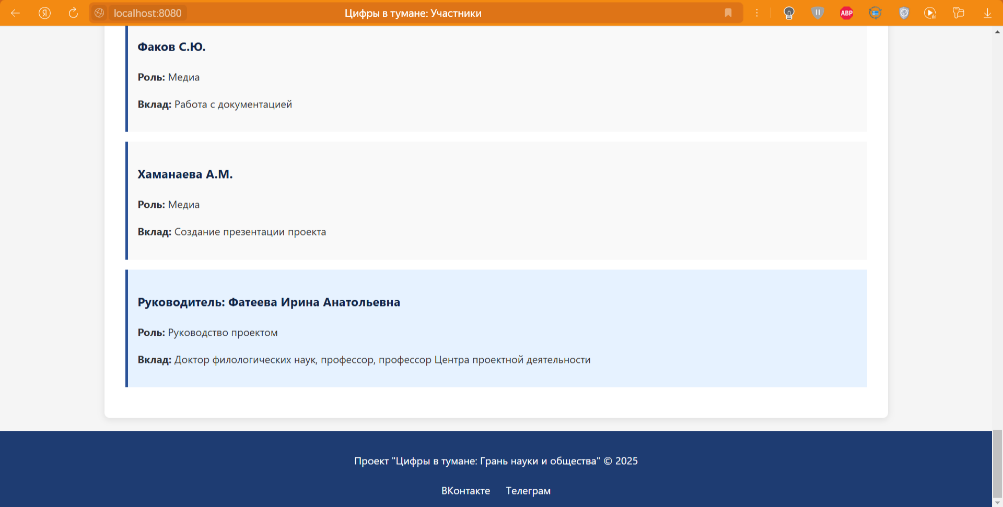 localhost:8080
Цифры в тумане: Участники
ABP
Факов С.Ю.
Роль: Медиа
Вклад: Работа с документацией
Хаманаева А.М.
Роль: Медиа
Вклад: Создание презентации проекта
Руководитель: Фатеева Ирина Анатольевна
Роль: Руководство проектом
Вклад: Доктор филологических наук, профессор, профессор Центра проектной деятельности
Проект "Цифры в тумане: Грань науки и общества" © 2025
ВКонтакте Телеграм